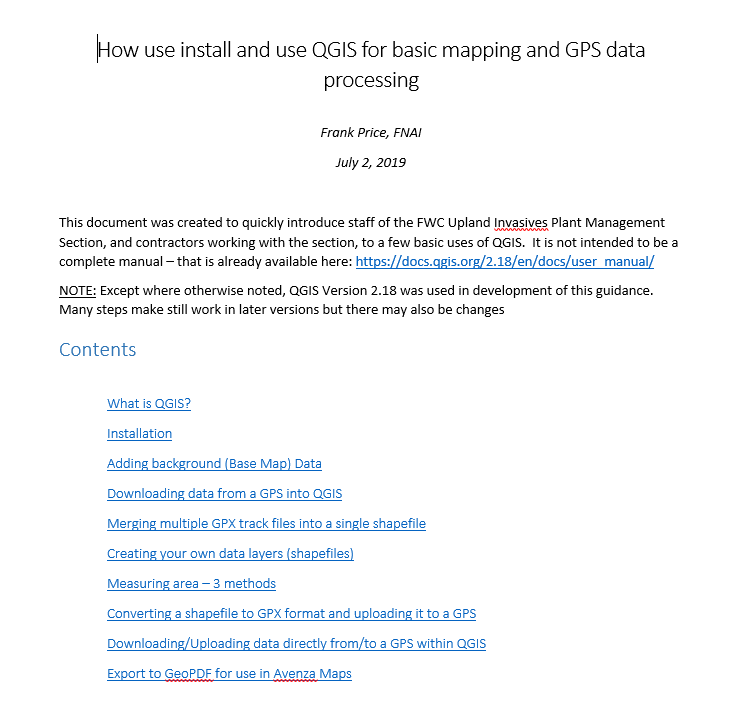 How use install and use QGIS for basic mapping and GPS data
processing
Frank Price, FNAI
July 2, 2019
This document was created to quickly introduce staff of the FWC Upland Invasives Plant Management
Section, and contractors working with the section, to a few basic uses of QGIS.  It is not intended to be a
complete manual – that is already available here: https://docs.qgis.org/2.18/en/docs/user_manual/
NOTE: Except where otherwise noted, QGIS Version 2.18 was used in development of this guidance.
Many steps make still work in later versions but there may also be changes
Contents
What is QGIS?
Installation
Adding background (Base Map) Data
Downloading data from a GPS into QGIS
Merging multiple GPX track files into a single shapefile
Creating your own data layers (shapefiles)
Measuring area – 3 methods
Converting a shapefile to GPX format and uploading it to a GPS
Downloading/Uploading data directly from/to a GPS within QGIS
Export to GeoPDF for use in Avenza Maps